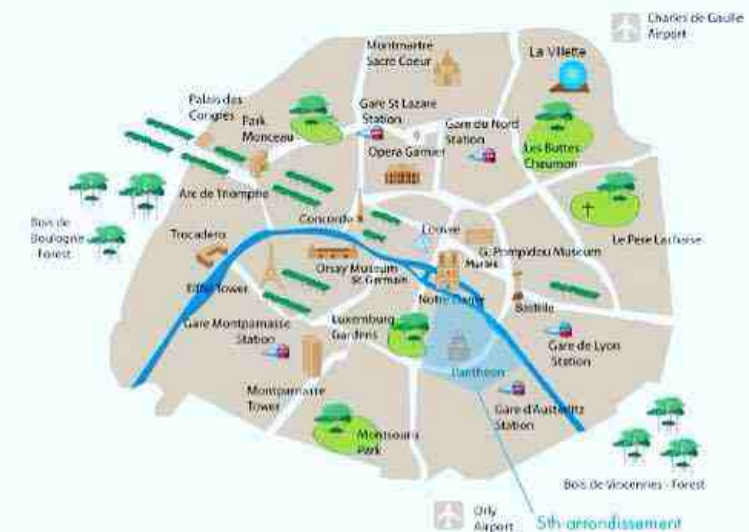 Charles de Gaulle
Airport
Montmartre
Sacre Coeur
La Villette
Palais des
Congres
Park
Monceau
Gare St Lazare
Station
Gare du Nord
Station
Opera Garnier
Les Buttes
Chaumon
Arc de Triomphe
Bois de
Boulogne
- Forest
Trocadero
Concorde
Louvre
G. Pompidou Museum
Le Pere Lachaise
Orsay Museum
St. Germain
Marais
Eiffel Tower
Notre Dame
Bastille
Gare Montparnasse
Station
Luxemburg
Gardens
Gare de Lyon
Station
Pantheon
Montparnasse
Tower
Gare d'Austerlitz
Station
Montsouris
Park
Bois de Vincennes - Forest
Orly
Airport
5th arrondissement